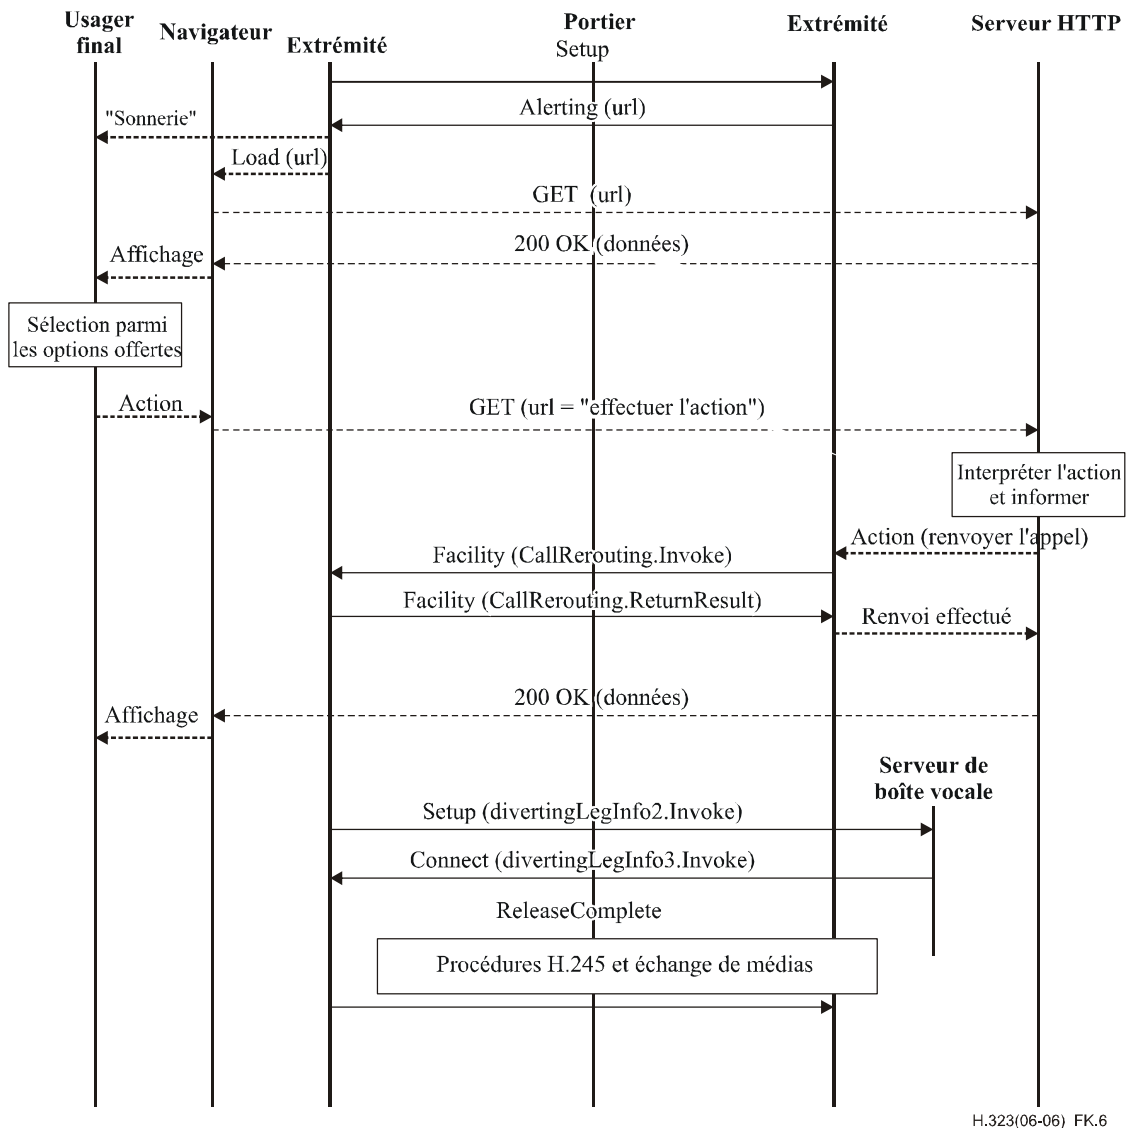 Usager
final
Navigateur
Extrémité
Portier
Extrémité
Serveur HTTP
Setup
Alerting (url)
"Sonnerie"
Load (url)
GET (url)
200 OK (données)
Affichage
Sélection parmi
les options offertes
Action
GET (url = "effectuer l'action")
Interpréter l'action
et informer
Action (renvoyer l'appel)
Facility (CallRerouting.Invoke)
Facility (CallRerouting.ReturnResult)
Renvoi effectué
200 OK (données)
Affichage
Serveur de
boîte vocale
Setup (divertingLegInfo2.Invoke)
Connect (divertingLegInfo3.Invoke)
ReleaseComplete
Procédures H.245 et échange de médias
H.323(06-06) FK.6